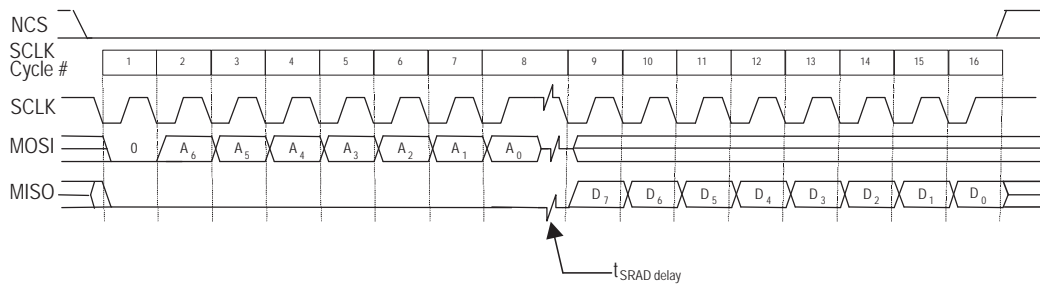 NCS
SCLK
Cycle # 1 2 3 4 5 6 7 8 9 10 11 12 13 14 15 16
SCLK
MOSI 0 A6 A5 A4 A3 A2 A1 A0
MISO D7 D6 D5 D4 D3 D2 D1 D0
tSRAD delay